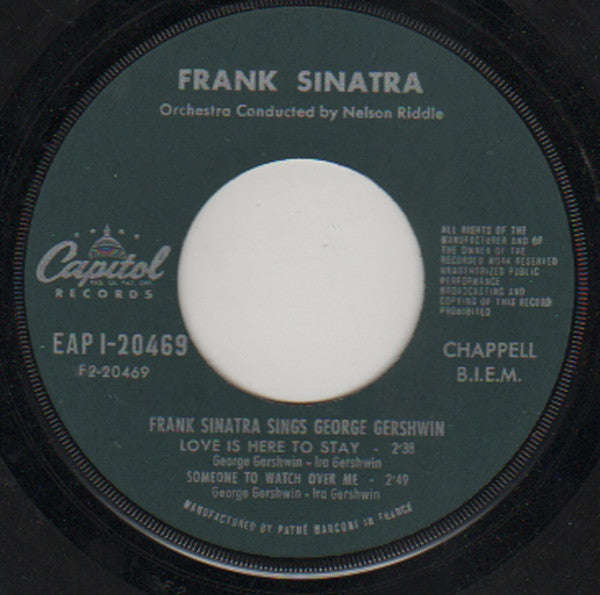 FRANK SINATRA
Orchestra Conducted by Nelson Riddle
Capitol
REG. U.S. PAT. OFF.
RECORDS
ALL RIGHTS OF THE
MANUFACTURER AND OF
THE OWNER OF THE
RECORDED WORK RESERVED
UNAUTHORIZED PUBLIC
PERFORMANCE
BROADCASTING AND
COPYING OF THIS RECORD
PROHIBITED
EAP 1-20469
F2-20469
CHAPPELL
B.I.E.M.
FRANK SINATRA SINGS GEORGE GERSHWIN
LOVE IS HERE TO STAY - 2'38
George Gershwin - Ira Gershwin
SOMEONE TO WATCH OVER ME - 2'49
George Gershwin - Ira Gershwin
MANUFACTURED BY PATHÉ MARCONI IN FRANCE